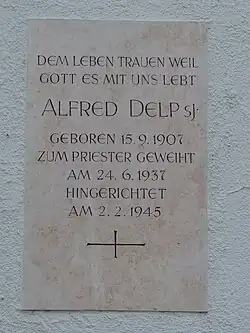 DEM LEBEN TRAUEN WEIL
GOTT ES MIT UNS LEBT
ALFRED DELP SJ.
GEBOREN 15.9.1907
ZUM PRIESTER GEWEIHT
AM 24.6.1937
HINGERICHTET
AM 2.2.1945